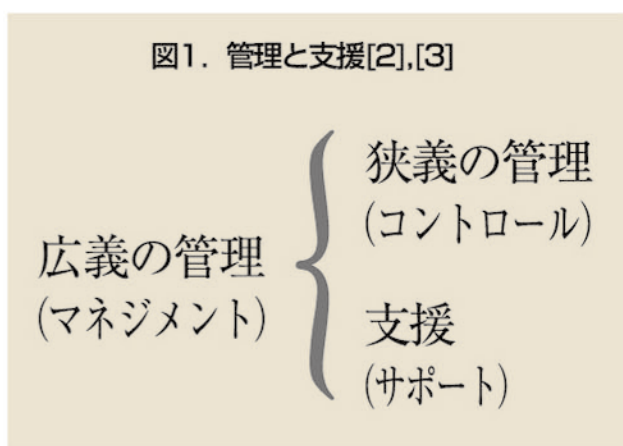 図1. 管理と支援[2],[3]
広義の管理
(マネジメント)
狭義の管理
(コントロール)
支援
(サポート)